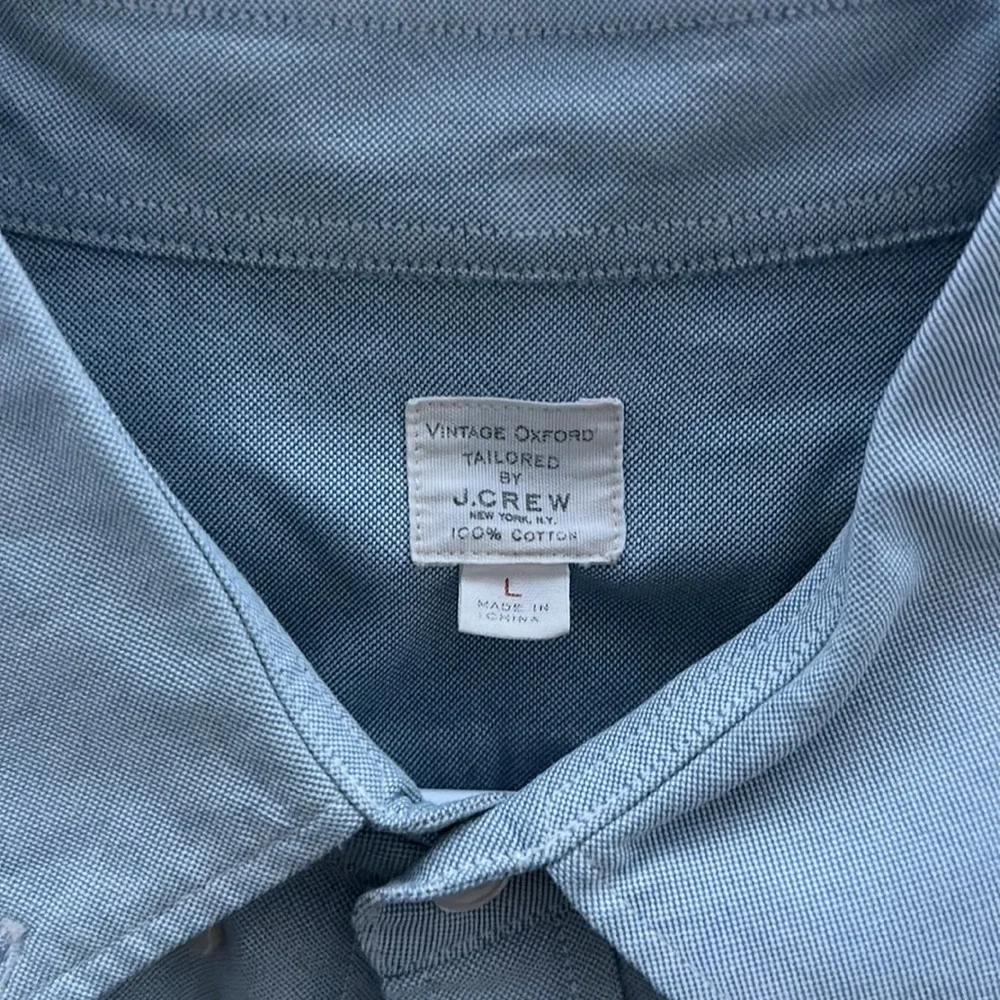 VINTAGE OXFORD
TAILORED
BY
J.CREW
NEW YORK, N.Y.
100% COTTON
L
MADE IN
CHINA